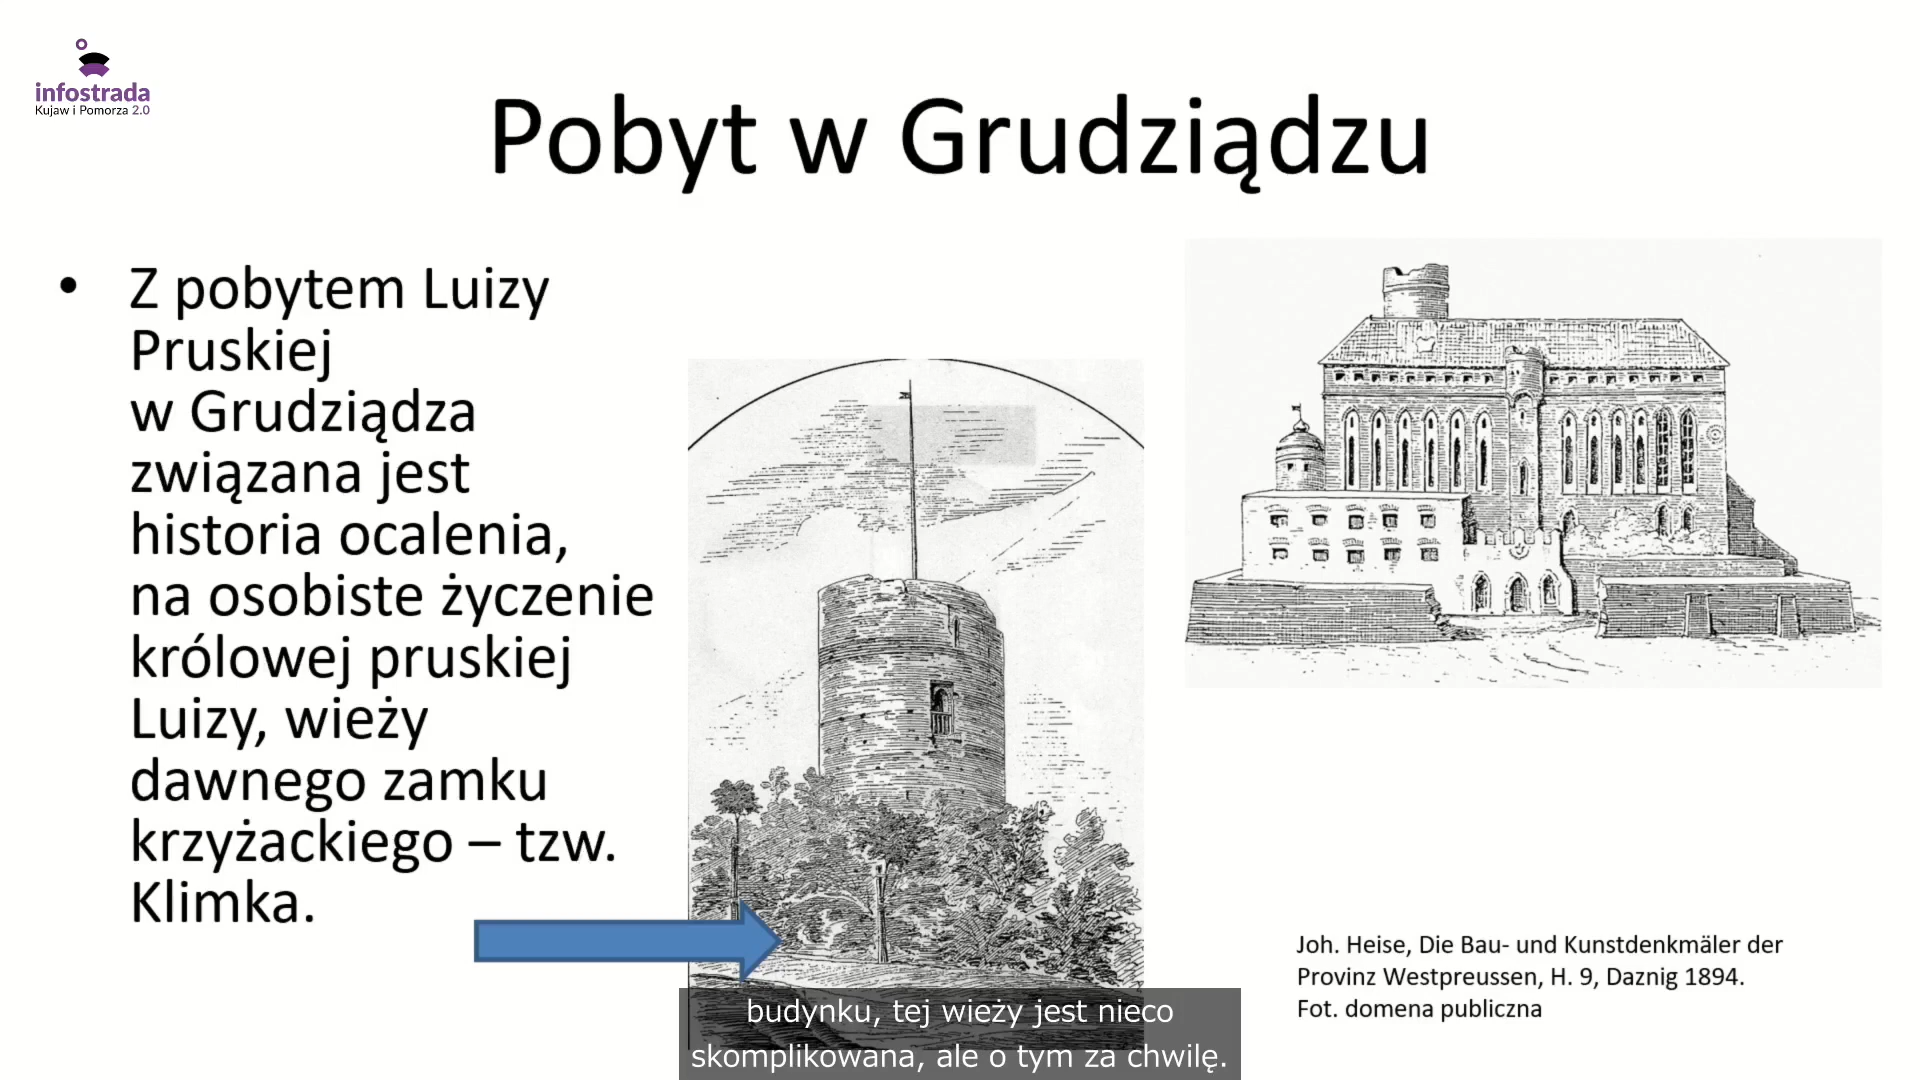 infostrada
Kujaw i Pomorza 2.0
Pobyt w Grudziądzu
• Z pobytem Luizy
Pruskiej
w Grudziądza
związana jest
historia ocalenia,
na osobiste życzenie
królowej pruskiej
Luizy, wieży
dawnego zamku
krzyżackiego – tzw.
Klimka.
Joh. Heise, Die Bau- und Kunstdenkmäler der
Provinz Westpreussen, H. 9, Daznig 1894.
Fot. domena publiczna
budynku, tej wieży jest nieco
skomplikowana, ale o tym za chwilę.